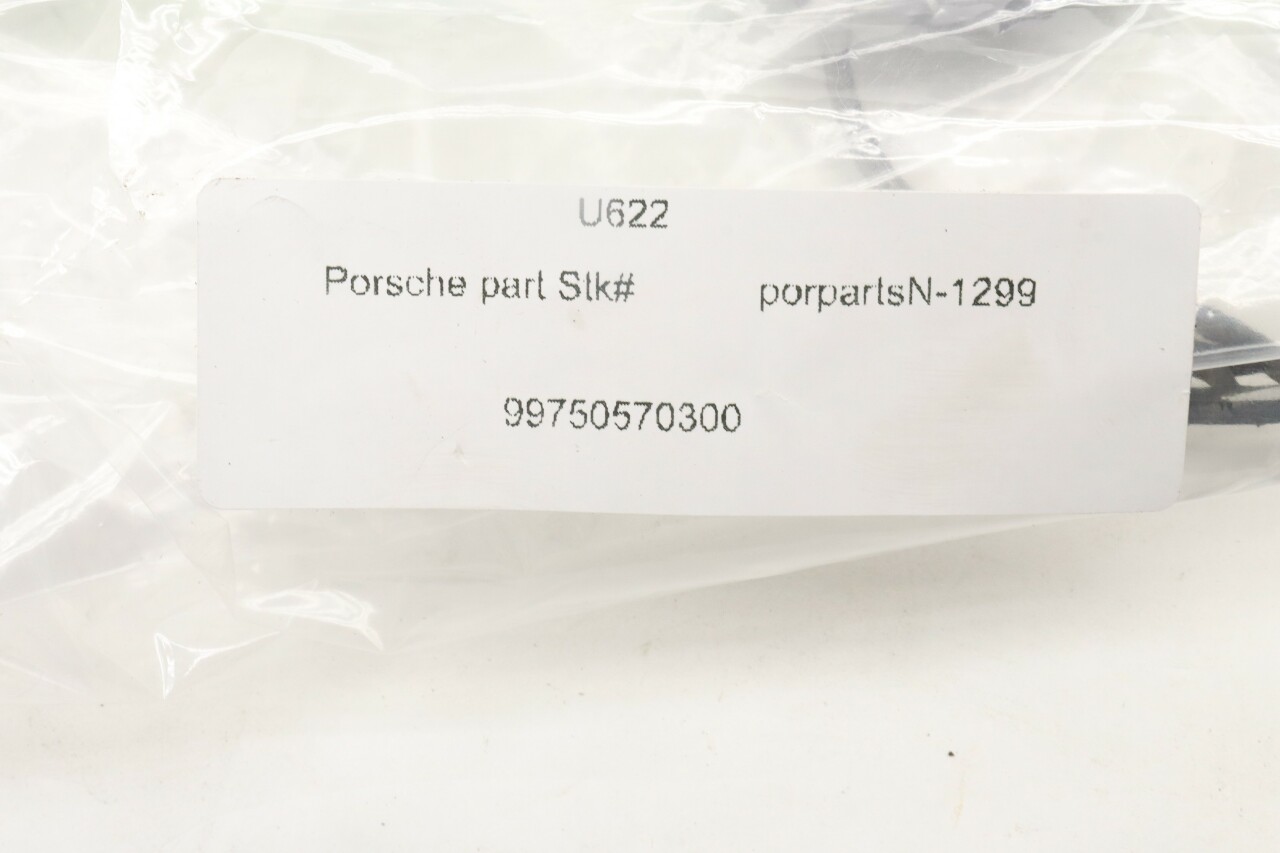 U622
Porsche part Stk# porpartsN-1299
99750570300